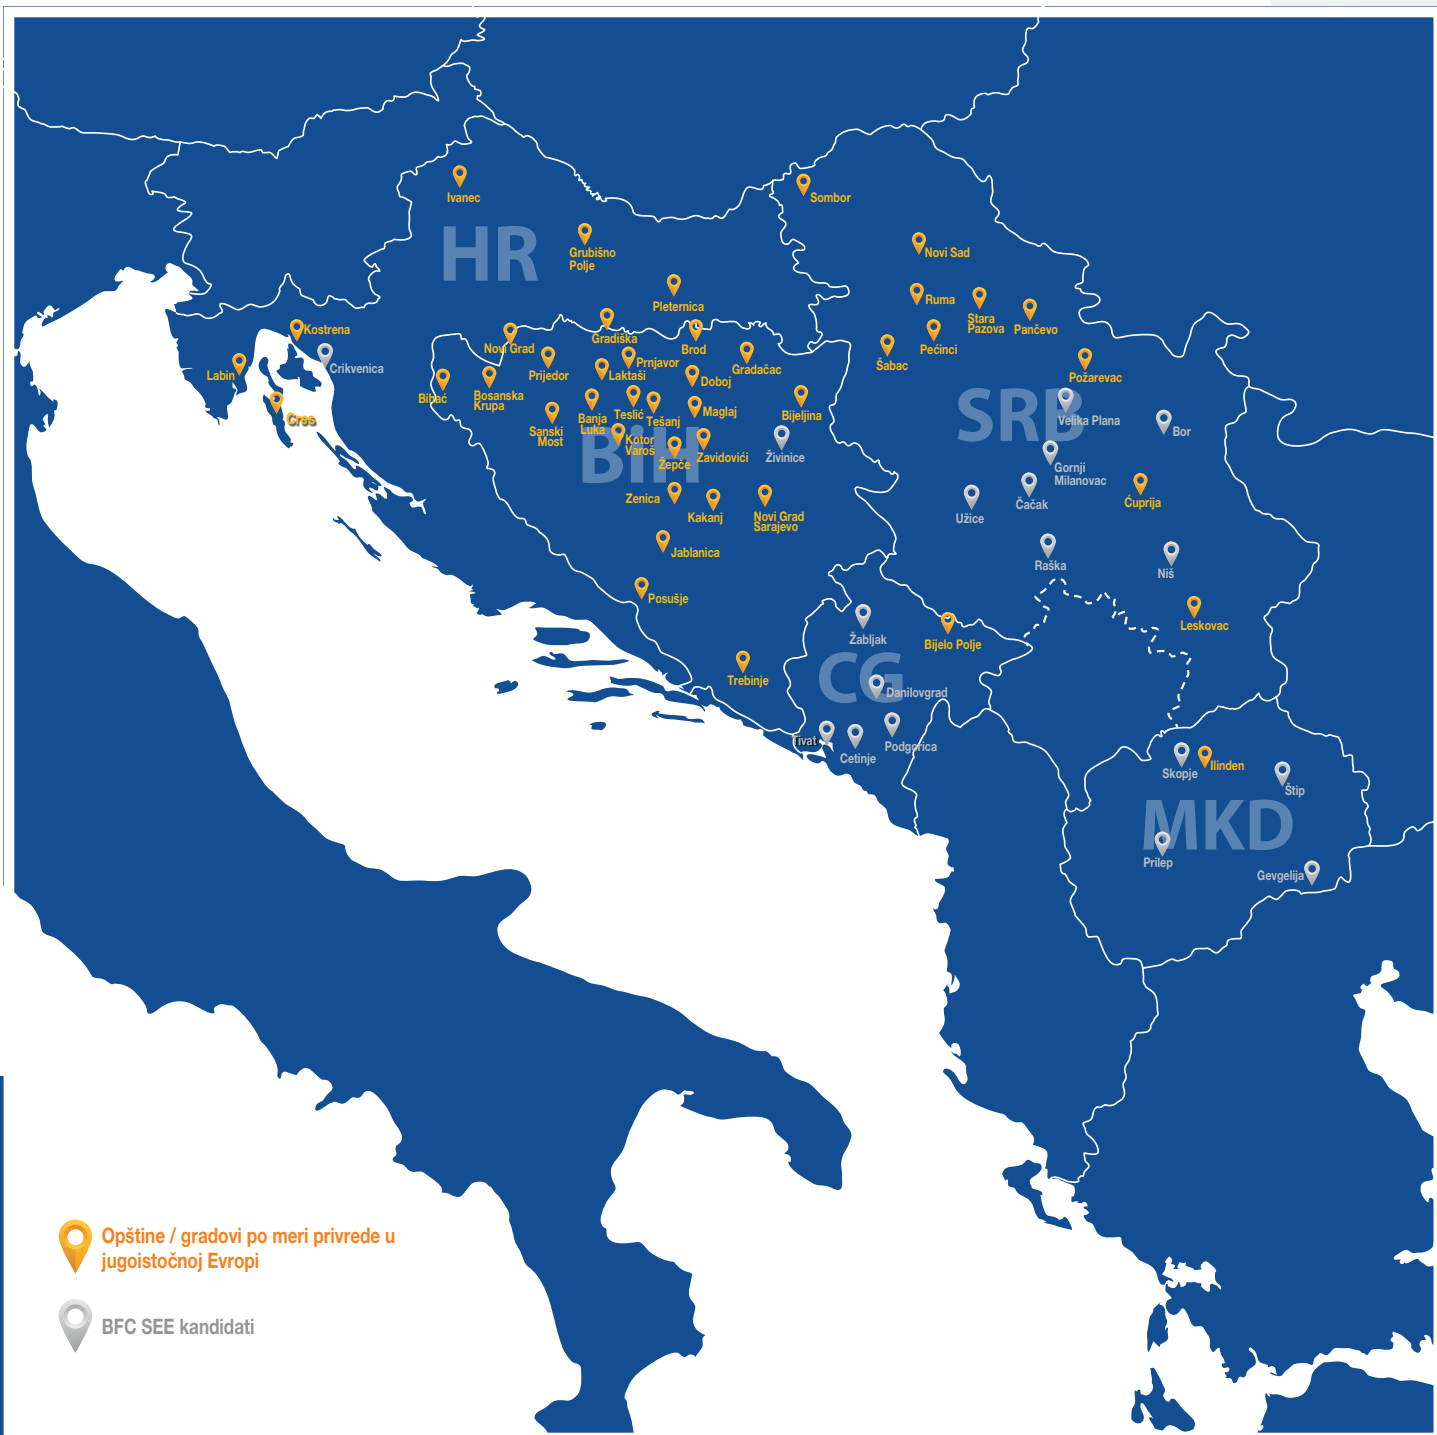 Ivanec
Sombor
HR
Grubišno
Polje
Novi Sad
Pleternica
Ruma
Stara
Pazova
Pančevo
Kostrena
Gradiška
Novi Grad
Brod
Pećinci
Šabac
Crikvenica
Labin
Prijedor
Prnjavor
Laktaši
Gradačac
Doboj
Požarevac
Bihać
Bosanska
Krupa
Cres
Sanski
Most
Banja
Luka
Teslić
Tešanj
Maglaj
Bijeljina
SRB
Velika Plana
Bor
BiH
Kotor
Varoš
Žepče
Zavidovići
Živinice
Gornji
Milanovac
Zenica
Kakanj
Novi Grad
Sarajevo
Užice
Čačak
Ćuprija
Jablanica
Raška
Niš
Posušje
Žabljak
Bijelo Polje
Leskovac
Trebinje
CG
Danilovgrad
Tivat
Cetinje
Podgorica
Skopje
Ilinden
Štip
MKD
Prilep
Gevgelija
Opštine / gradovi po meri privrede u
jugoistočnoj Evropi
BFC SEE kandidati